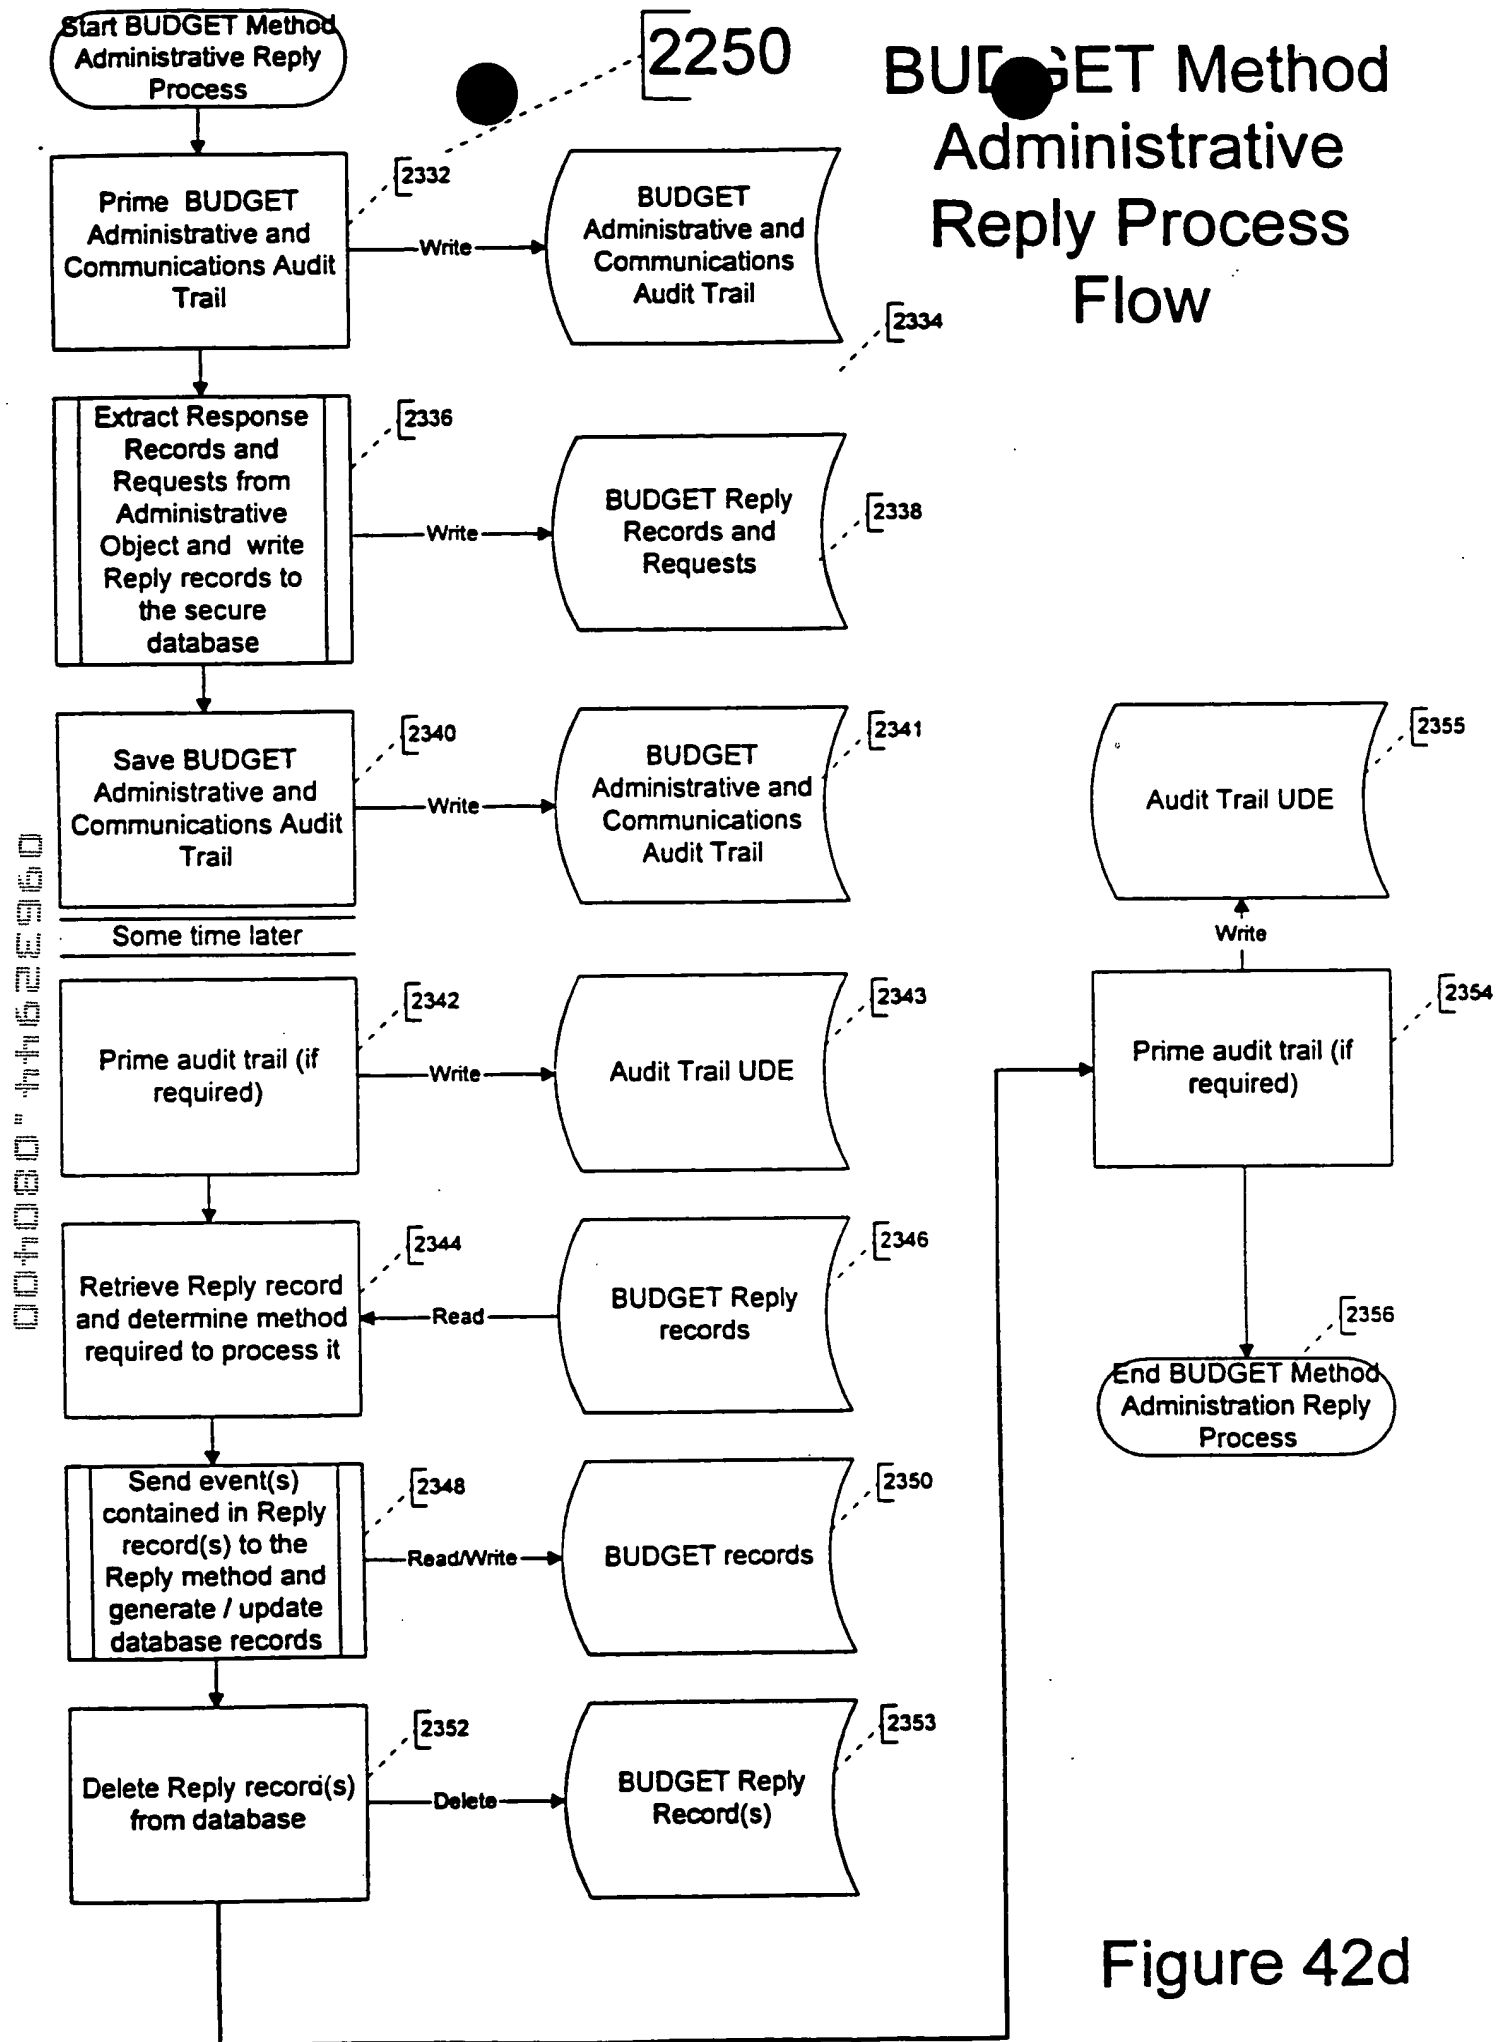 Start BUDGET Method
Administrative Reply
Process
2250
BUDGET Method
Administrative
Reply Process
Flow
Prime BUDGET
Administrative and
Communications Audit
Trail
2332
Write
BUDGET
Administrative and
Communications
Audit Trail
2334
Extract Response
Records and
Requests from
Administrative
Object and write
Reply records to
the secure
database
2336
Write
BUDGET Reply
Records and
Requests
2338
Save BUDGET
Administrative and
Communications Audit
Trail
2340
Write
BUDGET
Administrative and
Communications
Audit Trail
2341
Some time later
Prime audit trail (if
required)
2342
Write
Audit Trail UDE
2343
Retrieve Reply record
and determine method
required to process it
2344
Read
BUDGET Reply
records
2346
Send event(s)
contained in Reply
record(s) to the
Reply method and
generate / update
database records
2348
Read/Write
BUDGET records
2350
Delete Reply record(s)
from database
2352
Delete
BUDGET Reply
Record(s)
2353
Audit Trail UDE
2355
Write
Prime audit trail (if
required)
2354
2356
End BUDGET Method
Administration Reply
Process
Figure 42d